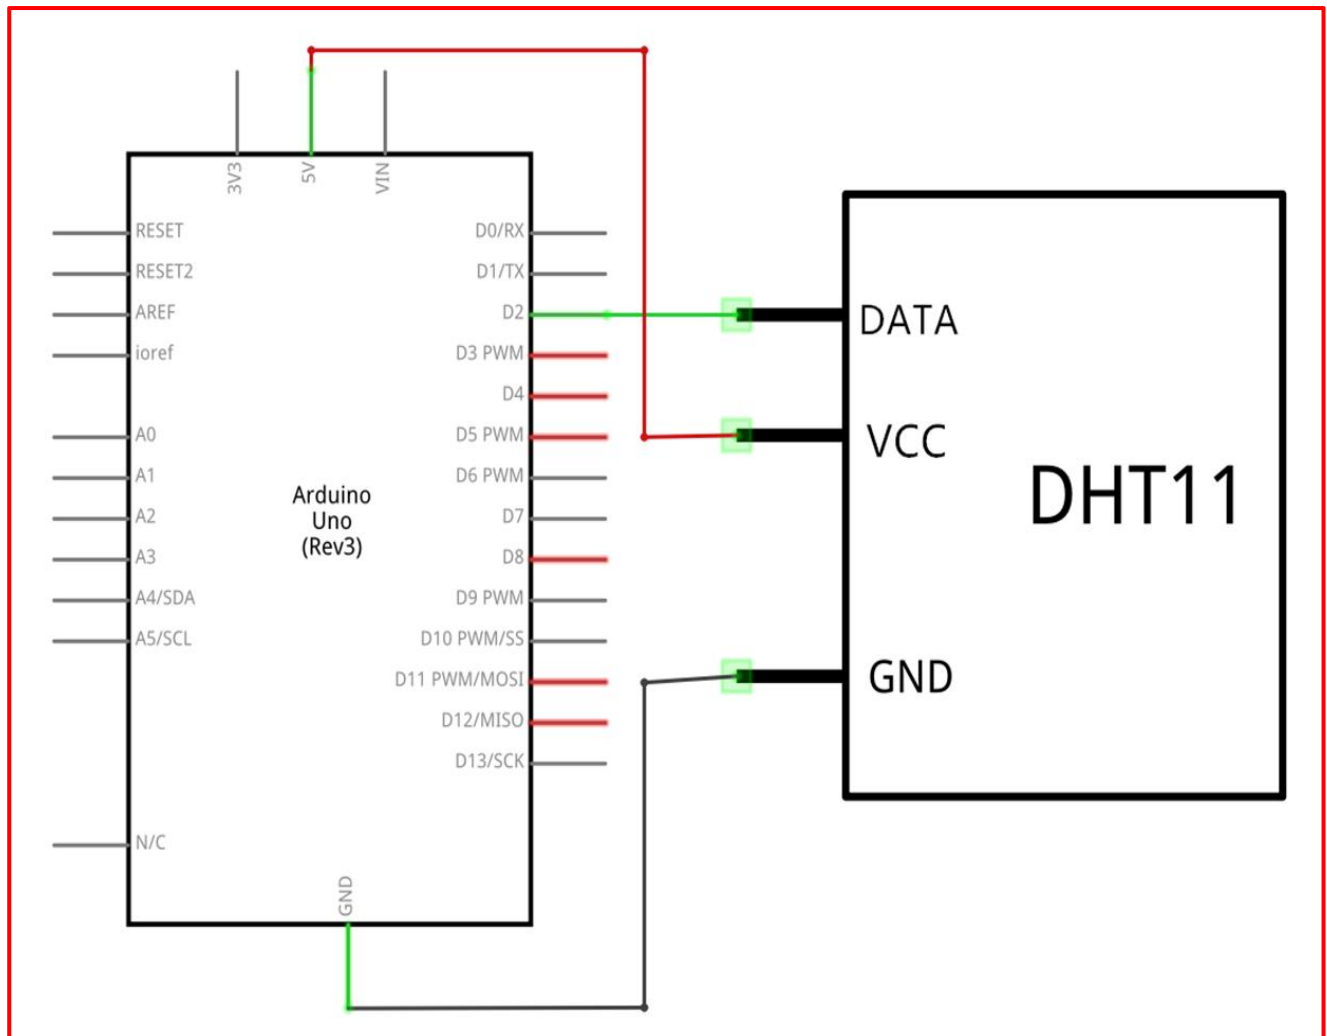 3V3
5V
VIN
RESET
RESET2
AREF
ioref
A0
A1
A2
A3
A4/SDA
A5/SCL
N/C
Arduino
Uno
(Rev3)
D0/RX
D1/TX
D2
D3 PWM
D4
D5 PWM
D6 PWM
D7
D8
D9 PWM
D10 PWM/SS
D11 PWM/MOSI
D12/MISO
D13/SCK
GND
DATA
VCC
DHT11
GND